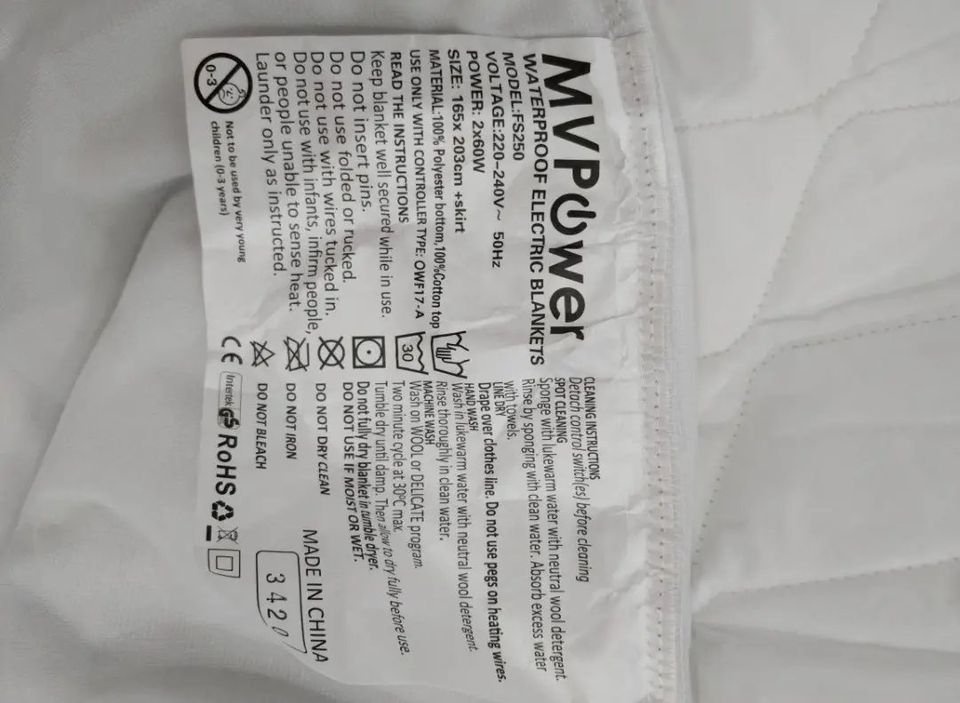 MVPower
WATERPROOF ELECTRIC BLANKETS
MODEL:FS250
VOLTAGE:220-240V~ 50Hz
POWER: 2x60W
SIZE: 165x 203cm +skirt
MATERIAL:100% Polyester bottom,100%Cotton top
USE ONLY WITH CONTROLLER TYPE: OWF17-A
READ THE INSTRUCTIONS
Keep blanket well secured while in use.
Do not insert pins.
Do not use folded or rucked.
Do not use with wires tucked in.
Do not use with infants, infirm people,
or people unable to sense heat.
Launder only as instructed.
0-3
Not to be used by very young
children (0-3 years)
CLEANING INSTRUCTIONS
Detach control switch(es) before cleaning
SPOT CLEANING
Sponge with lukewarm water with neutral wool detergent.
Rinse by sponging with clean water. Absorb excess water
with towels.
LINE DRY
Drape over clothes line. Do not use pegs on heating wires.
HAND WASH
Wash in lukewarm water with neutral wool detergent.
Rinse thoroughly in clean water.
MACHINE WASH
30
Wash on WOOL or DELICATE program.
Two minute cycle at 30°C max.
Tumble dry until damp. Then allow to dry fully before use.
Do not fully dry blanket in tumble dryer.
DO NOT USE IF MOIST OR WET.
DO NOT DRY CLEAN
DO NOT IRON
DO NOT BLEACH
CE Intertek GS RoHS
MADE IN CHINA
3420